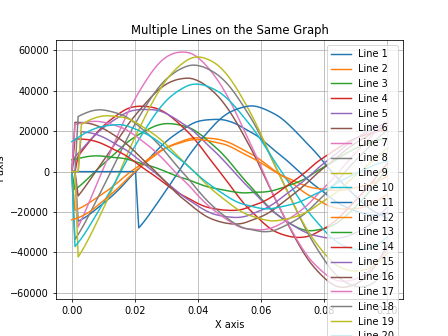 Multiple Lines on the Same Graph
60000
40000
20000
0
−20000
−40000
−60000
0.00
0.02
0.04
0.06
X axis
axis
Line 1
Line 2
Line 3
Line 4
Line 5
Line 6
Line 7
Line 8
Line 9
Line 10
Line 11
Line 12
Line 13
Line 14
Line 15
Line 16
Line 17
Line 18
Line 19
Line 20